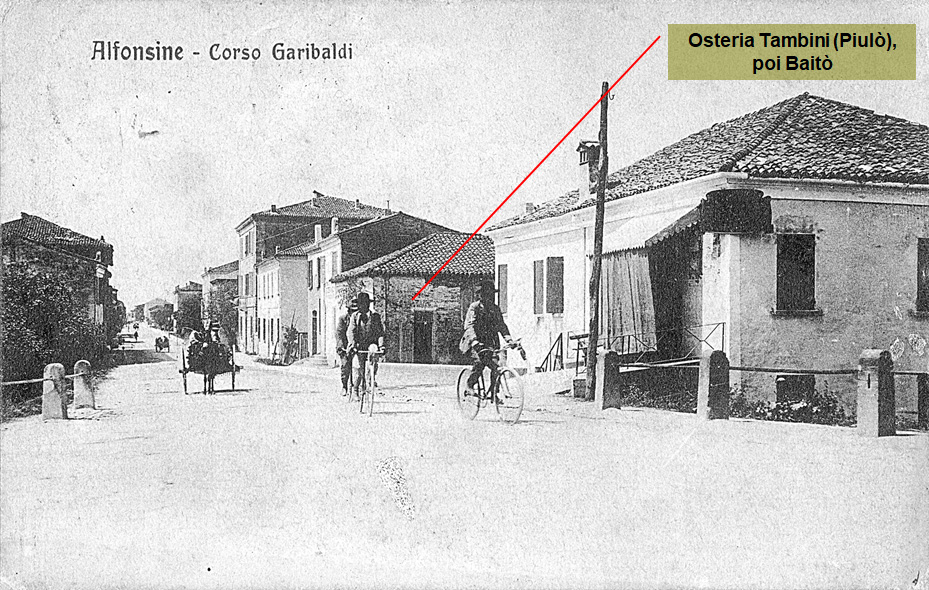 Alfonsine - Corso Garibaldi
Osteria Tambini (Piulò),
poi Baitò